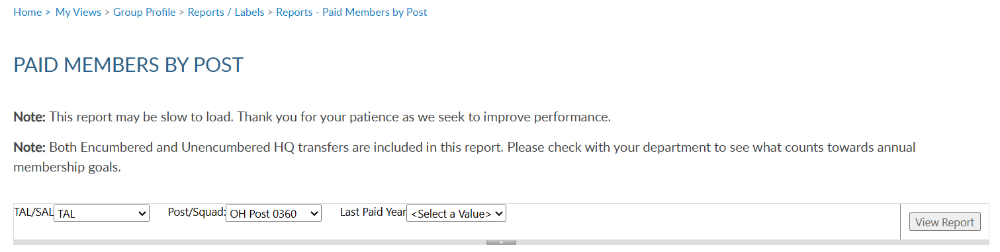 Home > My Views > Group Profile > Reports / Labels > Reports - Paid Members by Post
PAID MEMBERS BY POST
Note: This report may be slow to load. Thank you for your patience as we seek to improve performance.
Note: Both Encumbered and Unencumbered HQ transfers are included in this report. Please check with your department to see what counts towards annual
membership goals.
TAL/SAL TAL Post/Squad: OH Post 0360 Last Paid Year <Select a Value>
View Report